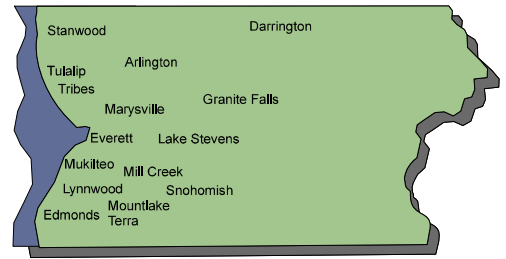 Darrington
Stanwood
Arlington
Tulalip
Tribes
Granite Falls
Marysville
Everett
Lake Stevens
Mukilteo
Mill Creek
Lynnwood
Snohomish
Mountlake
Terra
Edmonds